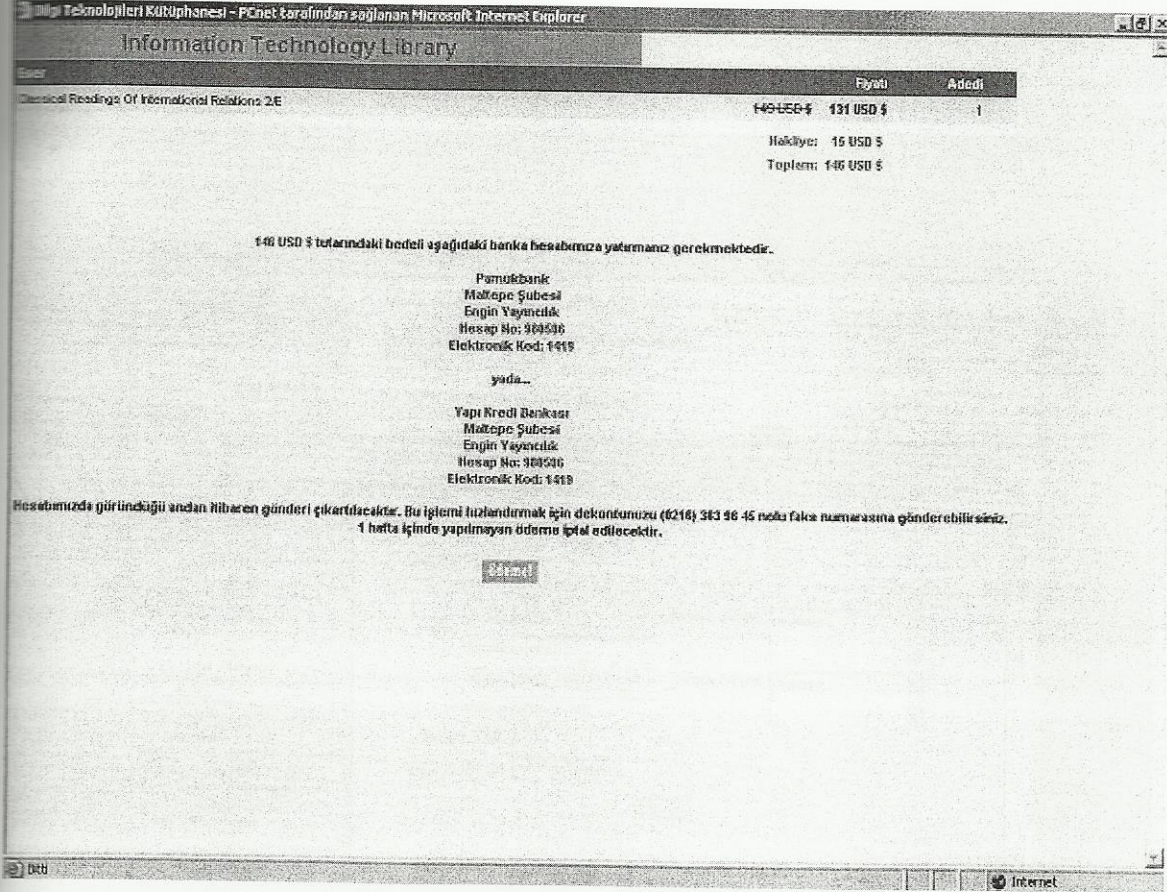 Bilgi Teknolojileri Kütüphanesi - PCnet tarafından sağlanan Microsoft Internet Explorer
Information Technology Library
Eser Fiyatı Adedi
Classical Readings Of International Relations 2/E 149 USD $ 131 USD $ 1
Nakliye: 15 USD $
Toplam: 146 USD $
146 USD $ tutarındaki bedeli aşağıdaki banka hesabımıza yatırmanız gerekmektedir.
Pamukbank
Maltepe Şubesi
Engin Yayıncılık
Hesap No:
Elektronik Kod: 1419
yada...
Yapı Kredi Bankası
Maltepe Şubesi
Engin Yayıncılık
Hesap No:
Elektronik Kod: 1419
Hesabımızda göründüğü andan itibaren gönderi çıkartılacaktır. Bu işlemi hızlandırmak için dekontunuzu (0216) 383 96 45 nolu faks numarasına gönderebilirsiniz.
1 hafta içinde yapılmayan ödeme iptal edilecektir.
Bitti
Internet